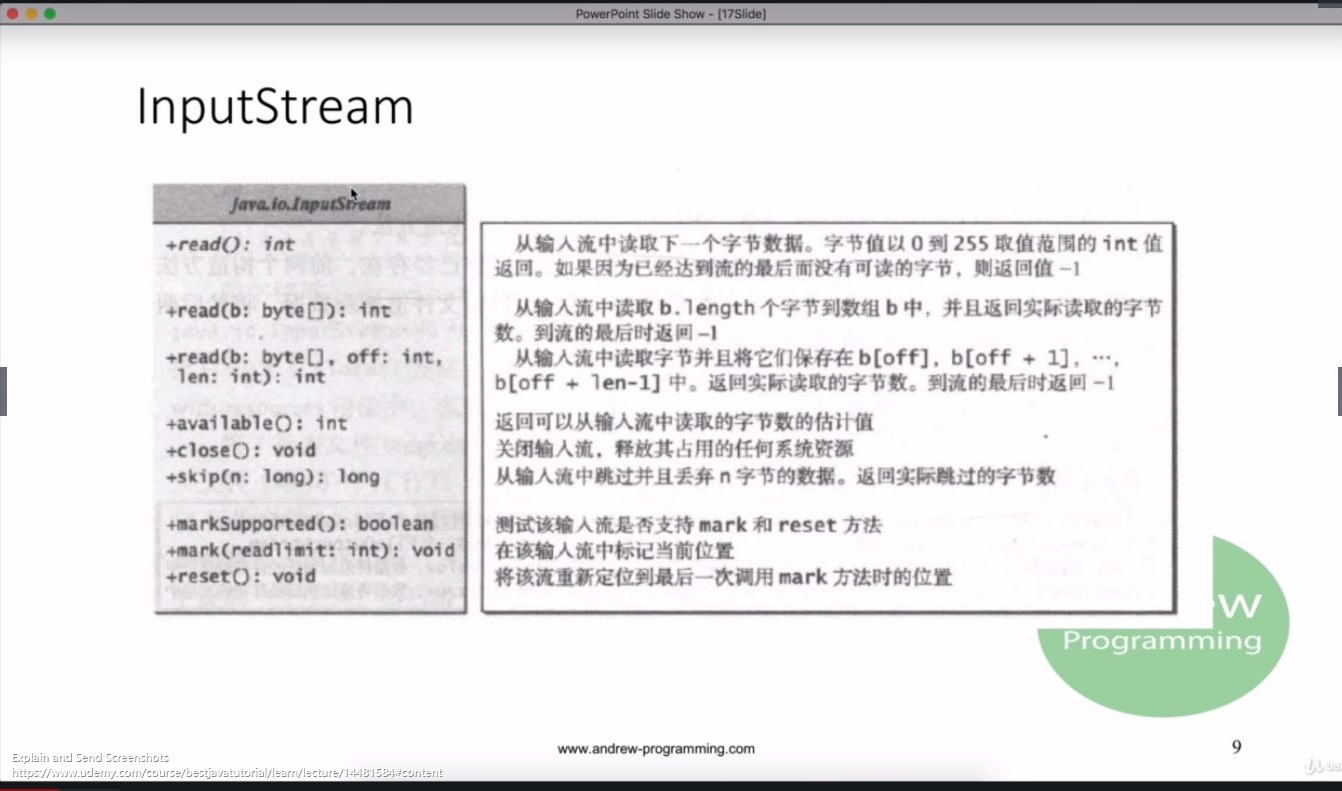 PowerPoint Slide Show - [17Slide]
InputStream
java.io.InputStream
+read(): int
从输入流中读取下一个字节数据。字节值以 0 到 255 取值范围的 int 值
返回。如果因为已经达到流的最后而没有可读的字节，则返回值 -1
+read(b: byte[]): int
从输入流中读取 b.length 个字节到数组 b 中，并且返回实际读取的字节
数。到流的最后时返回 -1
+read(b: byte[], off: int,
len: int): int
从输入流中读取字节并且将它们保存在 b[off], b[off + 1], …,
b[off + len-1] 中。返回实际读取的字节数。到流的最后时返回 -1
+available(): int
返回可以从输入流中读取的字节数的估计值
+close(): void
关闭输入流，释放其占用的任何系统资源
+skip(n: long): long
从输入流中跳过并且丢弃 n 字节的数据。返回实际跳过的字节数
+markSupported(): boolean
测试该输入流是否支持 mark 和 reset 方法
+mark(readlimit: int): void
在该输入流中标记当前位置
+reset(): void
将该流重新定位到最后一次调用 mark 方法时的位置
Programming
www.andrew-programming.com
9
Explain and Send Screenshots
https://www.udemy.com/course/bestjavatutorial/learn/lecture/14481584#content